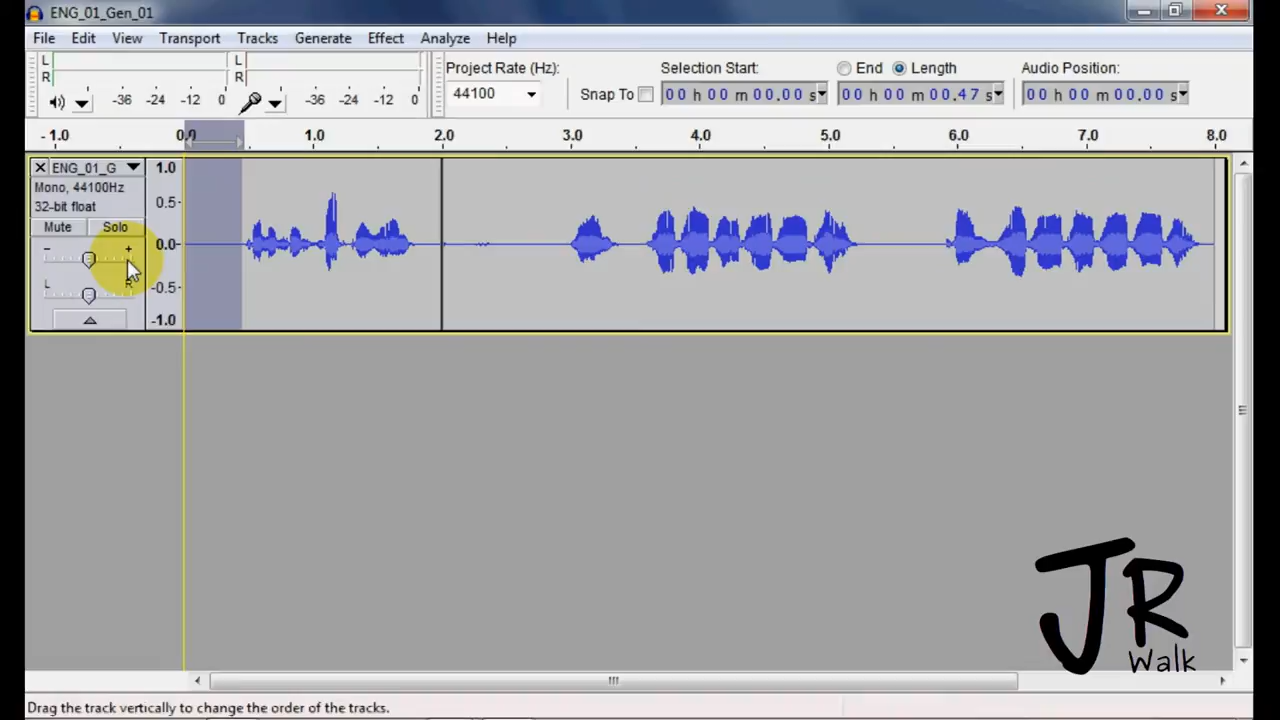 ENG_01_Gen_01
File Edit View Transport Tracks Generate Effect Analyze Help
L L
R R
-36 -24 -12 0 -36 -24 -12 0
Project Rate (Hz): Selection Start: End Length Audio Position:
44100 Snap To 00 h 00 m 00.00 s 00 h 00 m 00.47 s 00 h 00 m 00.00 s
-1.0 0.0 1.0 2.0 3.0 4.0 5.0 6.0 7.0 8.0
ENG_01_G 1.0
Mono, 44100Hz
32-bit float 0.5
Mute Solo
- + 0.0
L R -0.5
-1.0
JR
Walk
Drag the track vertically to change the order of the tracks.